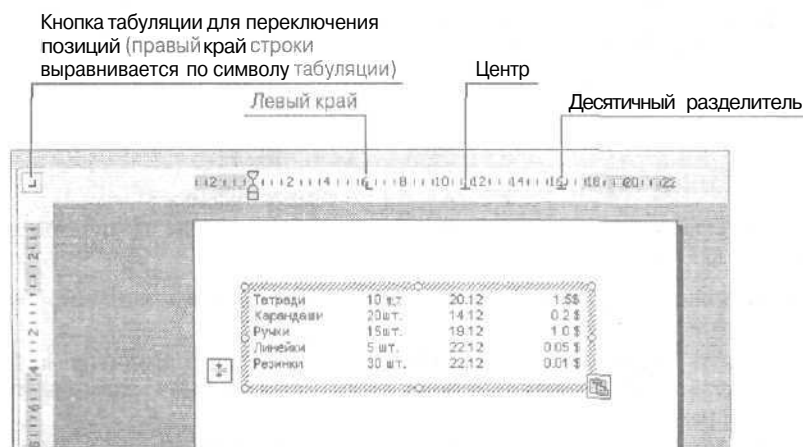 Кнопка табуляции для переключения
позиций (правый край строки
выравнивается по символу табуляции)
Центр
Левый край
Десятичный разделитель
Тетради 10 шт. 20.12 1.5$
Карандаши 20шт. 14.12 0.2 $
Ручки 15шт. 19.12 1.0 $
Линейки 5 шт. 22.12 0.05 $
Резинки 30 шт. 22.12 0.01 $